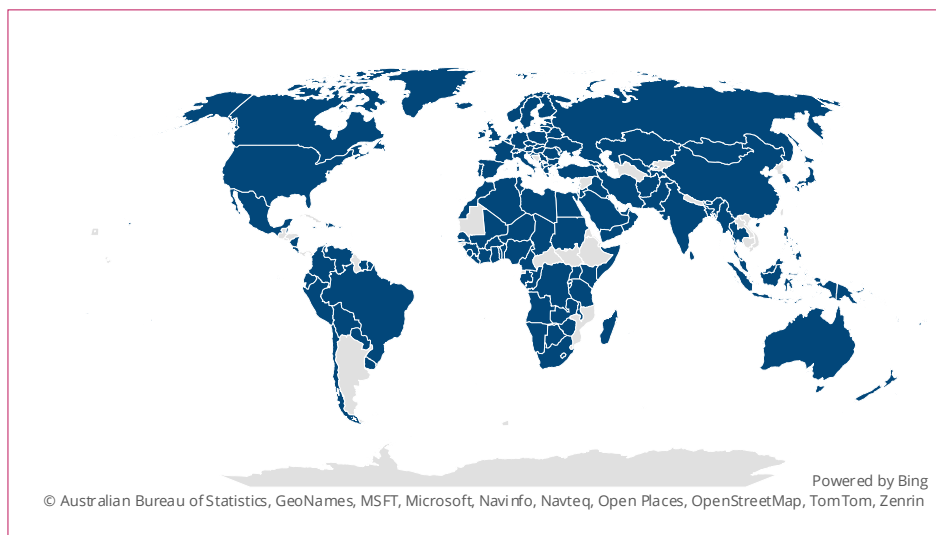 Powered by Bing
© Australian Bureau of Statistics, GeoNames, MSFT, Microsoft, Navinfo, Navteq, Open Places, OpenStreetMap, TomTom, Zenrin